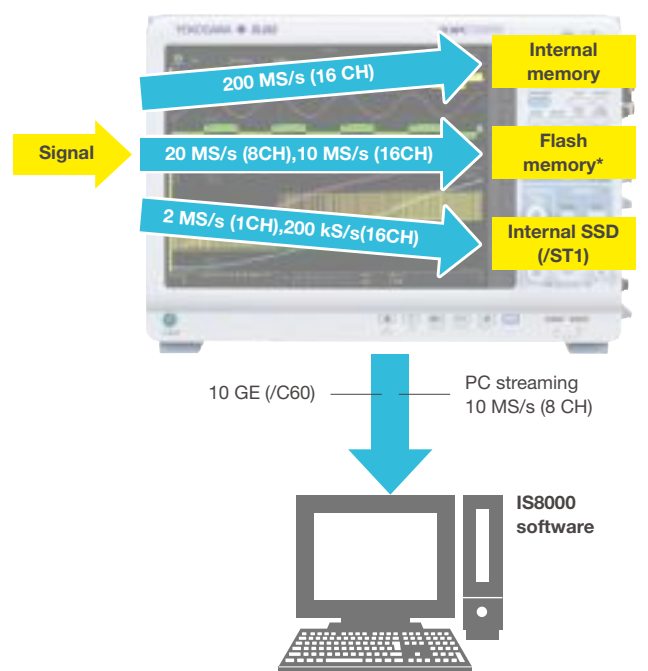 YOKOGAWA
Internal
memory
200 MS/s (16 CH)
Signal
20 MS/s (8CH),10 MS/s (16CH)
Flash
memory*
2 MS/s (1CH),200 kS/s(16CH)
Internal SSD
(/ST1)
10 GE (/C60)
PC streaming
10 MS/s (8 CH)
IS8000
software